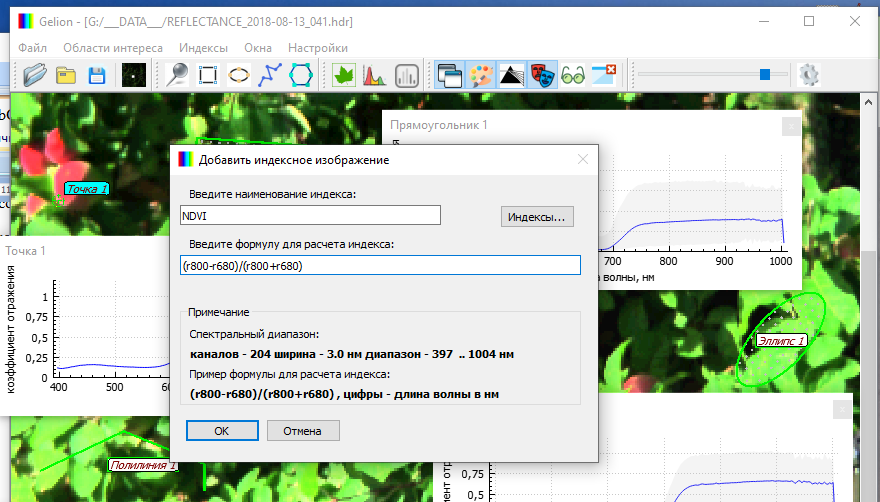 Gelion - [G:/___DATA___/REFLECTANCE_2018-08-13_041.hdr]
Файл Области интереса Индексы Окна Настройки
Прямоугольник 1
Точка 1
700 800 900 1000
волны, нм
Точка 1
коэффициент отражения
1
0,75
0,5
0,25
0
400 500
Добавить индексное изображение
Введите наименование индекса:
NDVI
Индексы...
Введите формулу для расчета индекса:
(r800-r680)/(r800+r680)
Примечание
Спектральный диапазон:
каналов - 204 ширина - 3.0 нм диапазон - 397 .. 1004 нм
Пример формулы для расчета индекса:
(r800-r680)/(r800+r680) , цифры - длина волны в нм
OK
Отмена
Эллипс 1
Полилиния 1
1
0,75
0,5